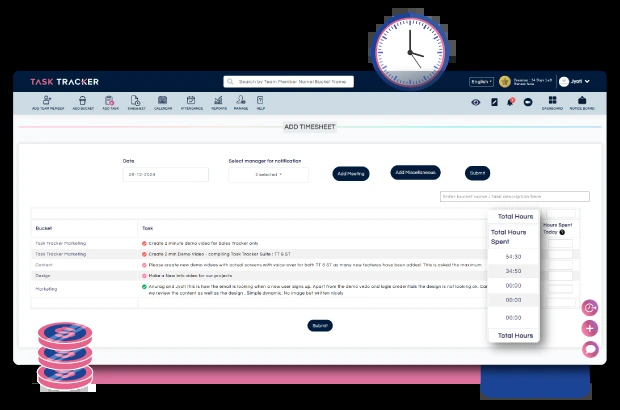 TASK TRACKER
Search by Team Member Name/Bucket Name
English
Jyoti
ADD TEAM MEMBER
ADD BUCKET
ADD TASK
TIMESHEET
CALENDAR
ATTENDANCE
REPORTS
MANAGE
HELP
DASHBOARD
NOTICE BOARD
ADD TIMESHEET
Date
Select manager for notification
28-12-2024
2 selected
Add Meeting
Add Miscellaneous
Submit
Enter bucket name / Task description here
Total Hours
Bucket
Task
Total Hours Spent
Hours Spent Today
Task Tracker Marketing
Create a minute demo video for Sales Tracker only
54:30
Task Tracker Marketing
Create 2 min Demo Video - compiling Task Tracker Suite : TT & ST
34:50
Content
Please create new demo videos with actual screens with voice over for both TT & ST as many new features have been added. This is asked the maximum
00:00
Design
Make a New Intro video for our projects
00:00
Marketing
Anurag and Jyoti this is how the email is looking when a new user signs up. Apart from the demo video and login credentials the design is not looking ok.
we review the content as well as the design . Simple dynamic. No image but written nicely
00:00
Total Hours
Submit